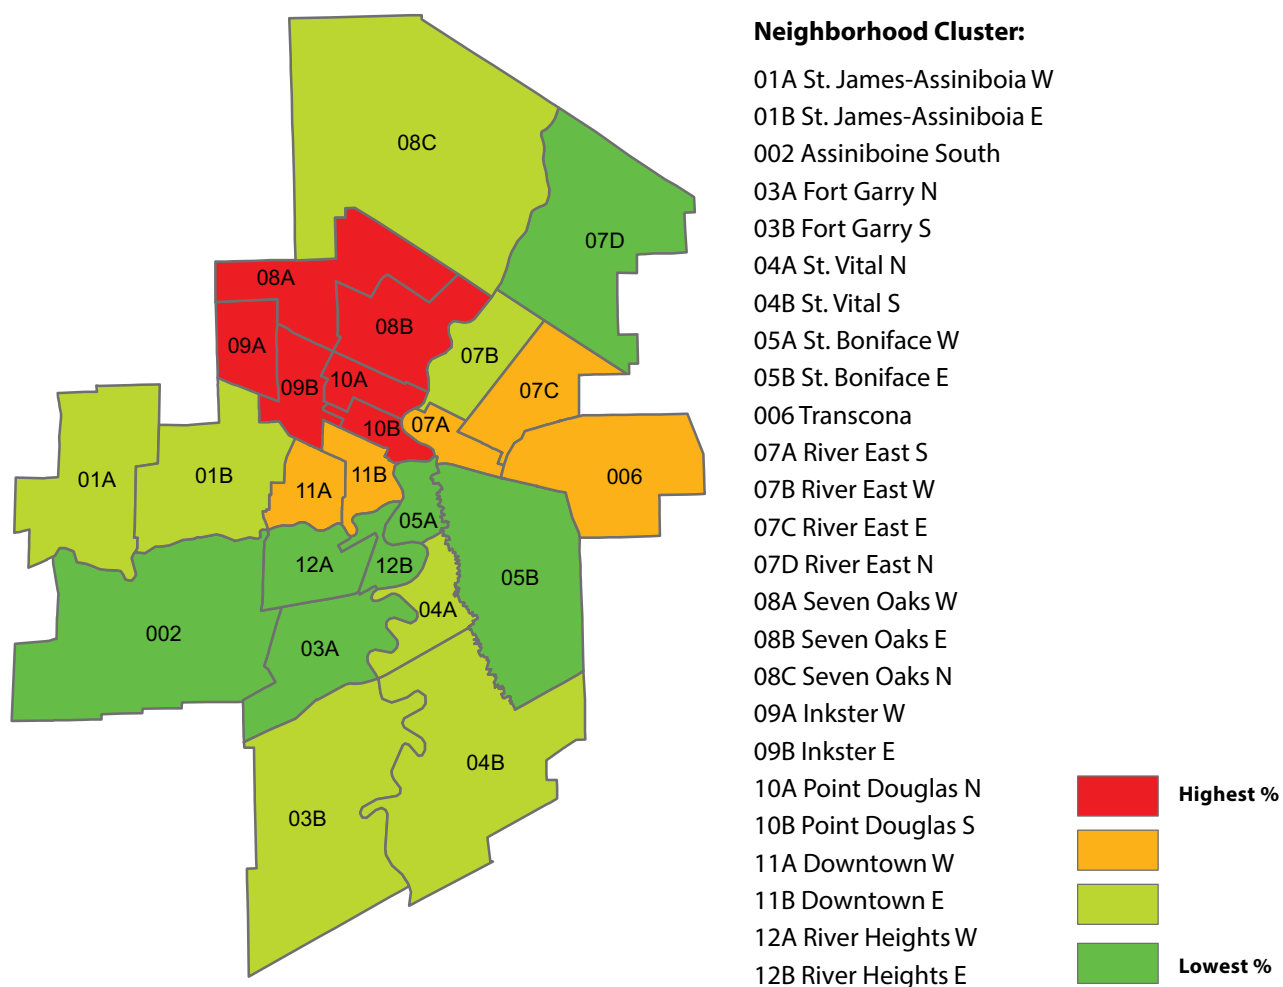 Neighborhood Cluster:
01A St. James-Assiniboia W
01B St. James-Assiniboia E
002 Assiniboine South
03A Fort Garry N
03B Fort Garry S
04A St. Vital N
04B St. Vital S
05A St. Boniface W
05B St. Boniface E
006 Transcona
07A River East S
07B River East W
07C River East E
07D River East N
08A Seven Oaks W
08B Seven Oaks E
08C Seven Oaks N
09A Inkster W
09B Inkster E
10A Point Douglas N
10B Point Douglas S
11A Downtown W
11B Downtown E
12A River Heights W
12B River Heights E
Highest %
Lowest %
08C
07D
08A
08B
09A
07B
10A
09B
07C
07A
10B
11B
01A
01B
006
11A
05A
12A
12B
05B
04A
002
03A
04B
03B